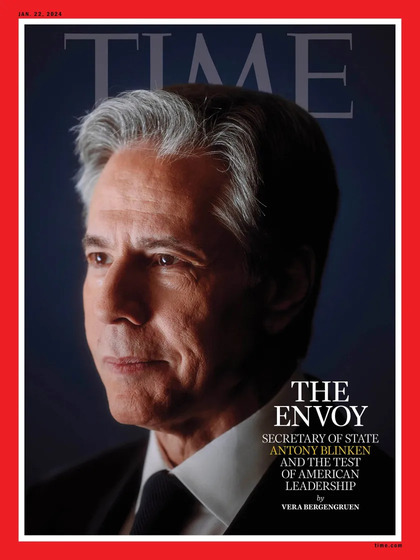 JAN. 22, 2024
TIME
THE
ENVOY
SECRETARY OF STATE
ANTONY BLINKEN
AND THE TEST
OF AMERICAN
LEADERSHIP
by
VERA BERGENGRUEN
time.com